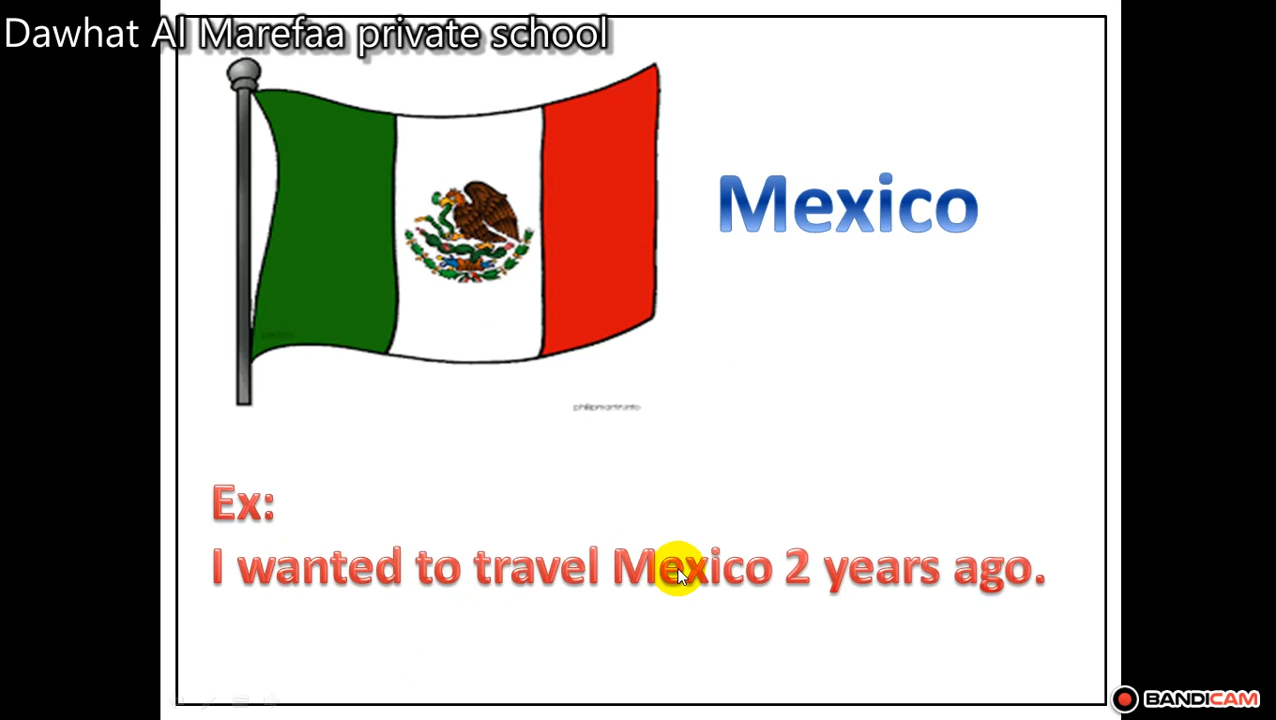 Dawhat Al Marefaa private school
Mexico
Ex:
I wanted to travel Mexico 2 years ago.
BANDICAM